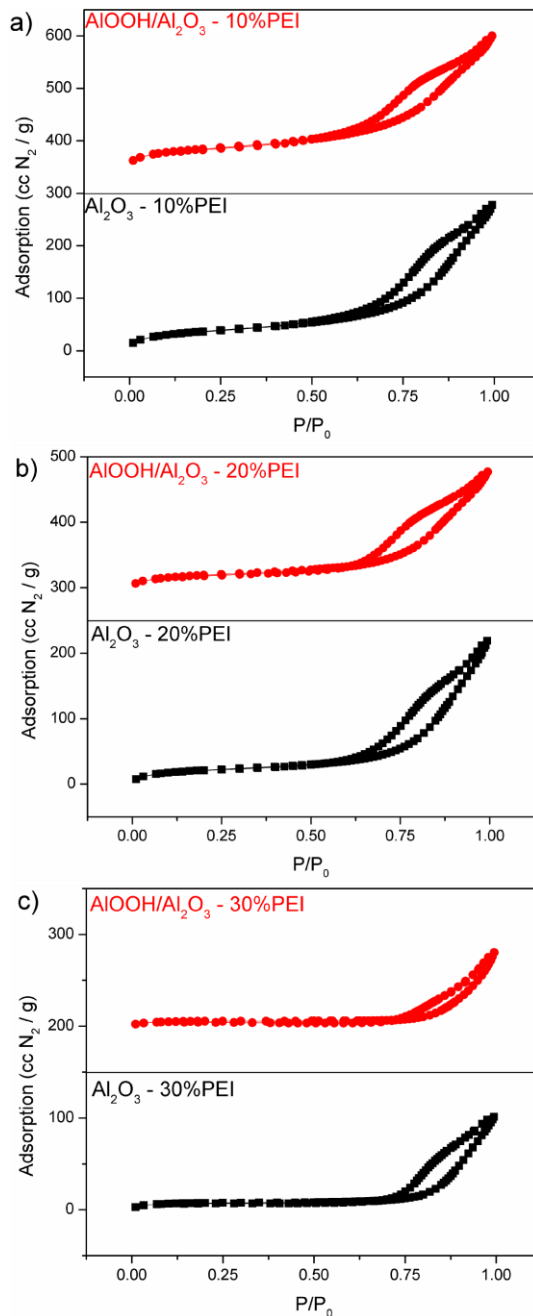 a)
AlOOH/Al₂O₃ - 10%PEI
600
500
400
300
Al₂O₃ - 10%PEI
200
100
0
Adsorption (cc N₂ / g)
0.00 0.25 0.50 0.75 1.00
P/P₀
b)
500
AlOOH/Al₂O₃ - 20%PEI
400
300
Al₂O₃ - 20%PEI
200
100
0
Adsorption (cc N₂ / g)
0.00 0.25 0.50 0.75 1.00
P/P₀
c)
AlOOH/Al₂O₃ - 30%PEI
300
200
Al₂O₃ - 30%PEI
100
0
Adsorption (cc N₂ / g)
0.00 0.25 0.50 0.75 1.00
P/P₀